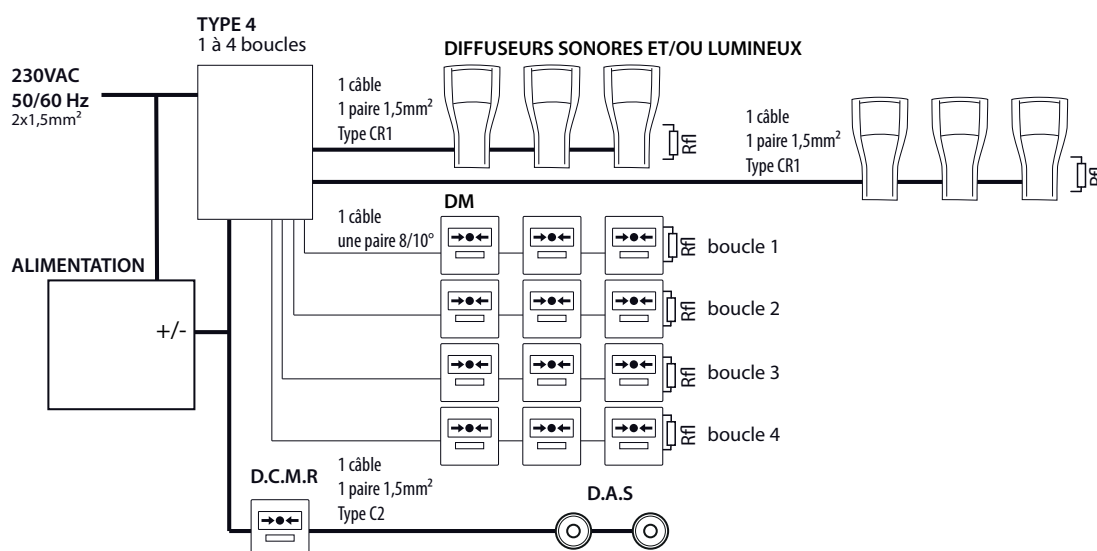 TYPE 4
1 à 4 boucles
230VAC
50/60 Hz
2x1,5mm²
1 câble
1 paire 1,5mm²
Type CR1
DIFFUSEURS SONORES ET/OU LUMINEUX
Rfl
1 câble
1 paire 1,5mm²
Type CR1
Rfl
1 câble
une paire 8/10°
DM
Rfl
boucle 1
ALIMENTATION
+/-
Rfl
boucle 2
Rfl
boucle 3
Rfl
boucle 4
D.C.M.R
1 câble
1 paire 1,5mm²
Type C2
D.A.S